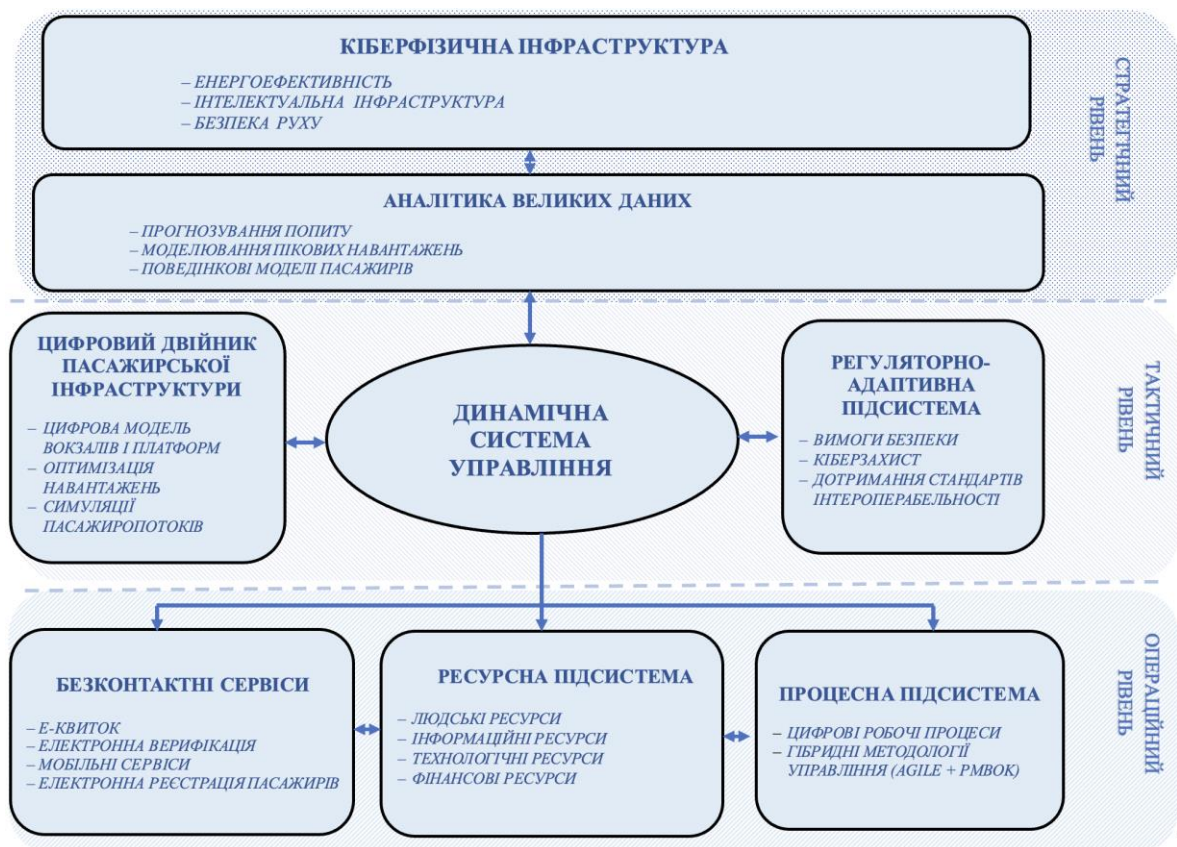 КІБЕРФІЗИЧНА ІНФРАСТРУКТУРА
– ЕНЕРГОЕФЕКТИВНІСТЬ
– ІНТЕЛЕКТУАЛЬНА ІНФРАСТРУКТУРА
– БЕЗПЕКА РУХУ
СТРАТЕГІЧНИЙ
РІВЕНЬ
АНАЛІТИКА ВЕЛИКИХ ДАНИХ
– ПРОГНОЗУВАННЯ ПОПИТУ
– МОДЕЛЮВАННЯ ПІКОВИХ НАВАНТАЖЕНЬ
– ПОВЕДІНКОВІ МОДЕЛІ ПАСАЖИРІВ
ЦИФРОВИЙ ДВІЙНИК
ПАСАЖИРСЬКОЇ
ІНФРАСТРУКТУРИ
– ЦИФРОВА МОДЕЛЬ
ВОКЗАЛІВ І ПЛАТФОРМ
– ОПТИМІЗАЦІЯ
НАВАНТАЖЕНЬ
– СИМУЛЯЦІЇ
ПАСАЖИРОПОТОКІВ
ДИНАМІЧНА
СИСТЕМА
УПРАВЛІННЯ
РЕГУЛЯТОРНО-
АДАПТИВНА
ПІДСИСТЕМА
– ВИМОГИ БЕЗПЕКИ
– КІБЕРЗАХИСТ
– ДОТРИМАННЯ СТАНДАРТІВ
ІНТЕРОПЕРАБЕЛЬНОСТІ
ТАКТИЧНИЙ
РІВЕНЬ
БЕЗКОНТАКТНІ СЕРВІСИ
– Е-КВИТОК
– ЕЛЕКТРОННА ВЕРИФІКАЦІЯ
– МОБІЛЬНІ СЕРВІСИ
– ЕЛЕКТРОННА РЕЄСТРАЦІЯ ПАСАЖИРІВ
РЕСУРСНА ПІДСИСТЕМА
– ЛЮДСЬКІ РЕСУРСИ
– ІНФОРМАЦІЙНІ РЕСУРСИ
– ТЕХНОЛОГІЧНІ РЕСУРСИ
– ФІНАНСОВІ РЕСУРСИ
ПРОЦЕСНА ПІДСИСТЕМА
– ЦИФРОВІ РОБОЧІ ПРОЦЕСИ
– ГІБРИДНІ МЕТОДОЛОГІЇ
УПРАВЛІННЯ (AGILE + PMBOK)
ОПЕРАЦІЙНИЙ
РІВЕНЬ